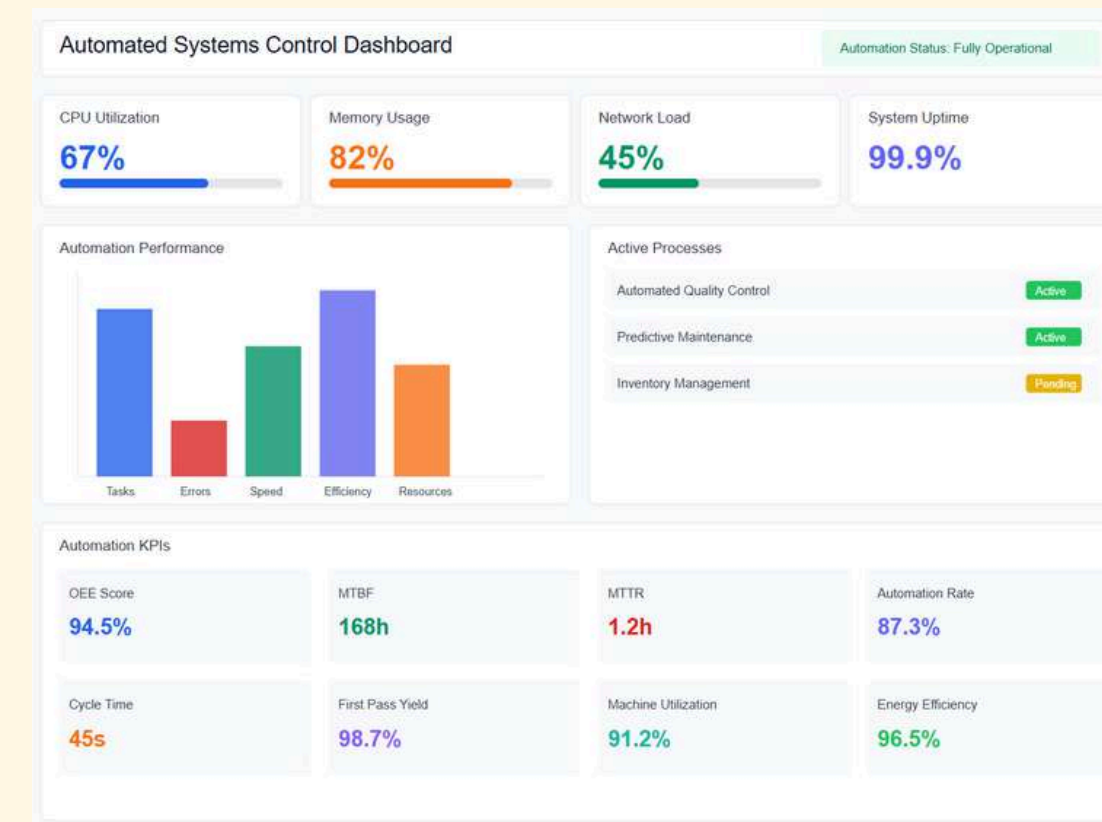 Automated Systems Control Dashboard
Automation Status: Fully Operational
CPU Utilization
67%
Memory Usage
82%
Network Load
45%
System Uptime
99.9%
Automation Performance
Tasks Errors Speed Efficiency Resources
Active Processes
Automated Quality Control Active
Predictive Maintenance Active
Inventory Management Pending
Automation KPIs
OEE Score
94.5%
MTBF
168h
MTTR
1.2h
Automation Rate
87.3%
Cycle Time
45s
First Pass Yield
98.7%
Machine Utilization
91.2%
Energy Efficiency
96.5%